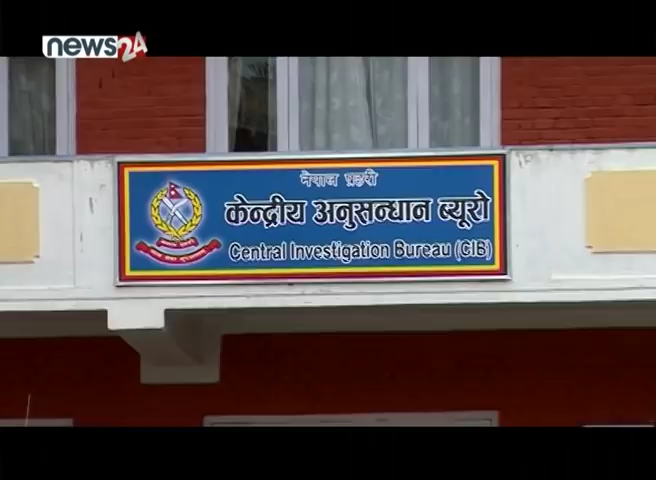 news24
नेपाल प्रहरी
केन्द्रीय अनुसन्धान ब्यूरो
Central Investigation Bureau (CIB)